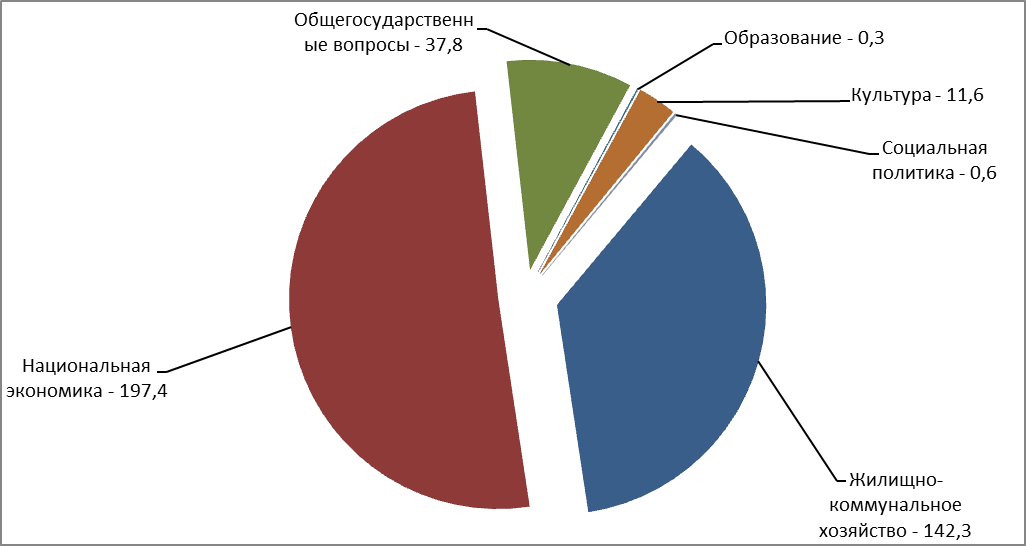 Общегосударственн
ые вопросы - 37,8
Образование - 0,3
Культура - 11,6
Социальная
политика - 0,6
Национальная
экономика - 197,4
Жилищно-
коммунальное
хозяйство - 142,3